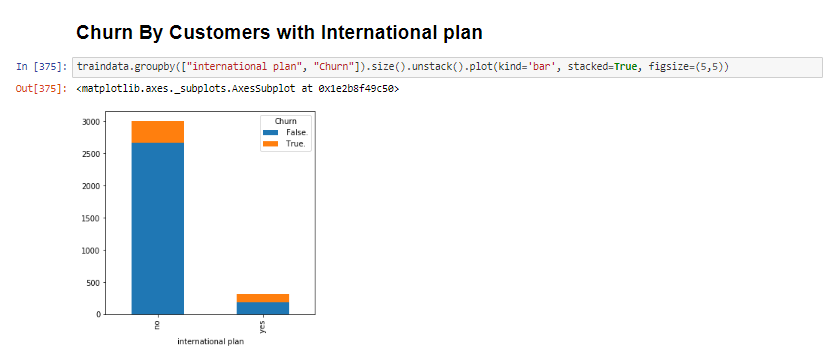 Churn By Customers with International plan
In [375]: traindata.groupby(["international plan", "Churn"]).size().unstack().plot(kind='bar', stacked=True, figsize=(5,5))
Out[375]: <matplotlib.axes._subplots.AxesSubplot at 0x1e2b8f49c50>
Churn
False.
True.
3000
2500
2000
1500
1000
500
0
no
yes
international plan